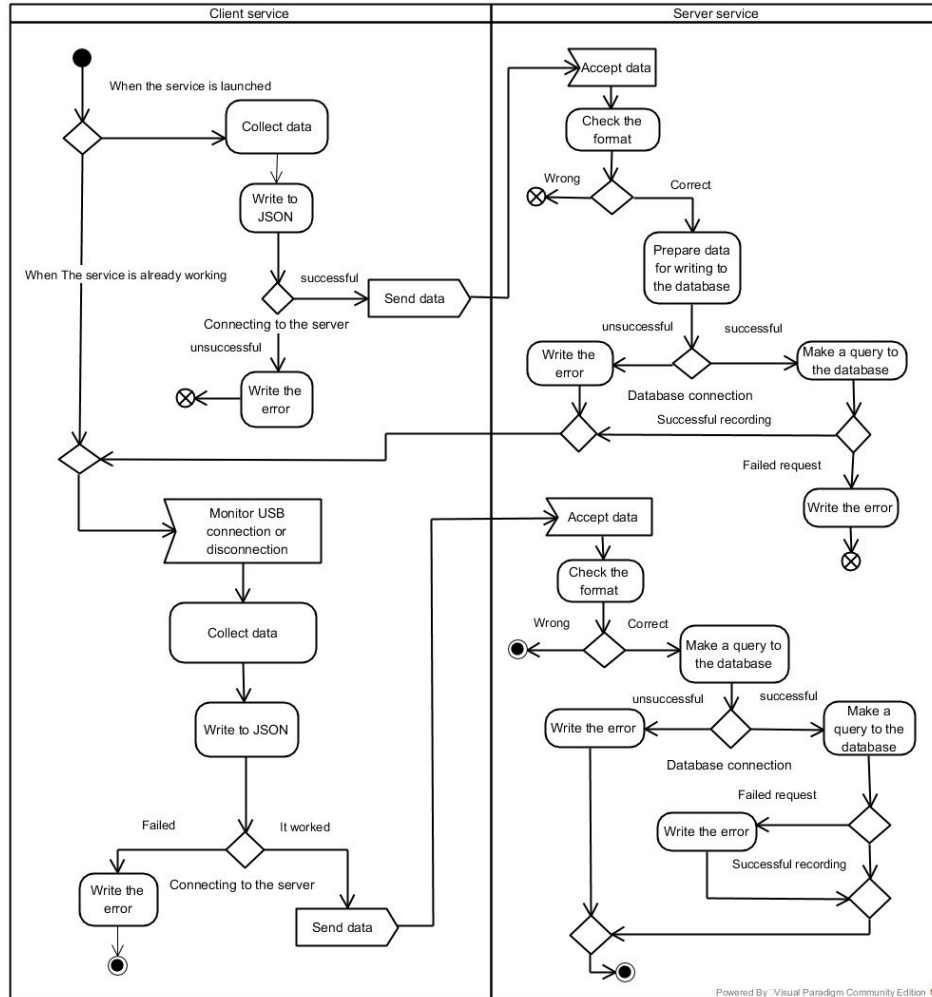 Client service
Server service
When the service is launched
Collect data
Write to
JSON
When The service is already working
successful
Send data
Connecting to the server
unsuccessful
Write the
error
Accept data
Check the
format
Wrong
Correct
Prepare data
for writing to
the database
unsuccessful
successful
Write the
error
Make a query to
the database
Database connection
Successful recording
Failed request
Write the error
Monitor USB
connection or
disconnection
Collect data
Write to JSON
Failed
It worked
Write the
error
Connecting to the server
Send data
Accept data
Check the
format
Wrong
Correct
Make a query to
the database
unsuccessful
successful
Write the error
Make a
query to the
database
Database connection
Failed request
Write the error
Successful recording
Powered By Visual Paradigm Community Edition